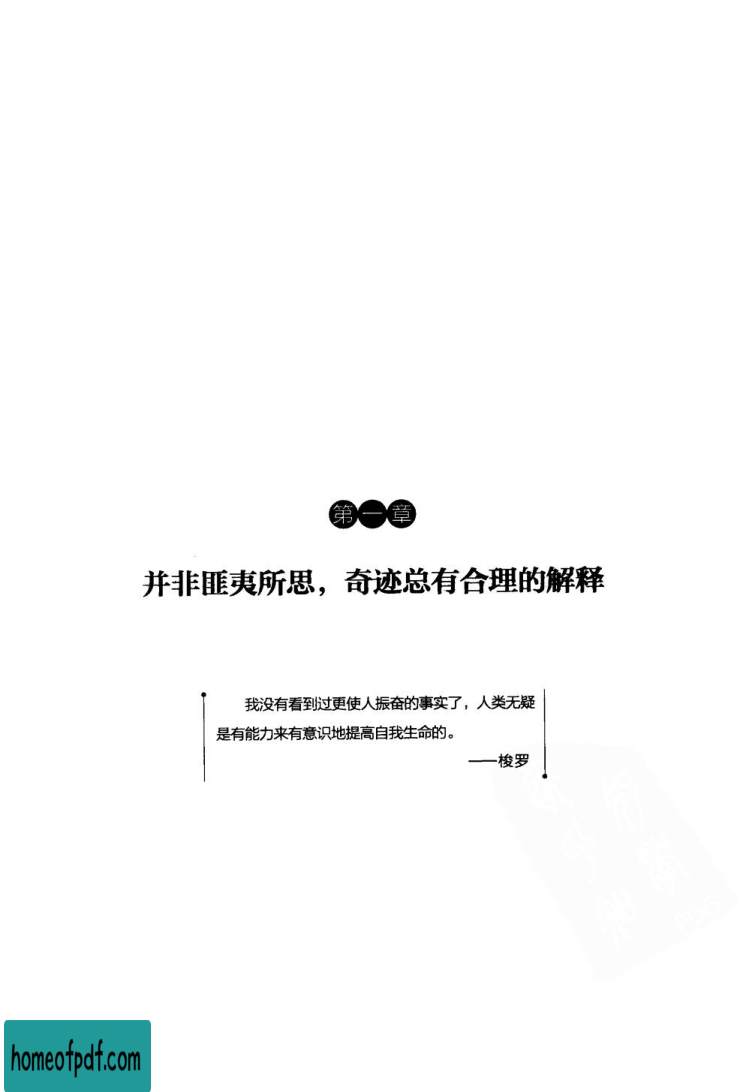 第一章
并非匪夷所思，奇迹总有合理的解释
我没有看到过更使人振奋的事实了，人类无疑
是有能力来有意识地提高自我生命的。
——梭罗
homeofpdf.com